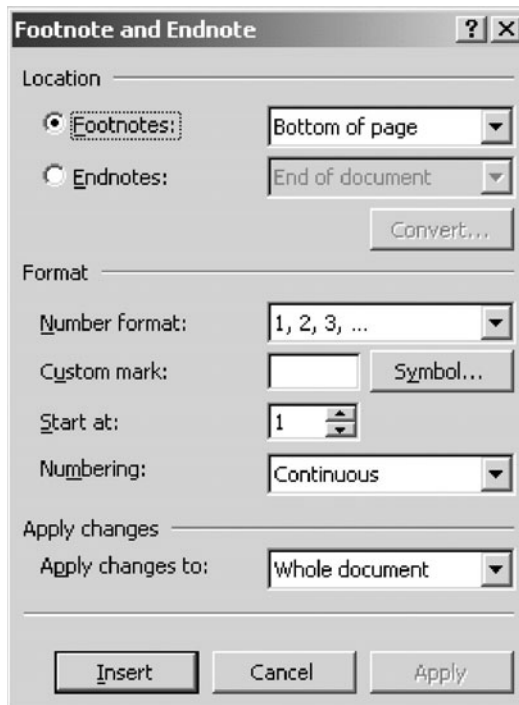 Footnote and Endnote ? X
Location
Footnotes: Bottom of page
Endnotes: End of document
Convert...
Format
Number format: 1, 2, 3, ...
Custom mark: Symbol...
Start at: 1
Numbering: Continuous
Apply changes
Apply changes to: Whole document
Insert Cancel Apply